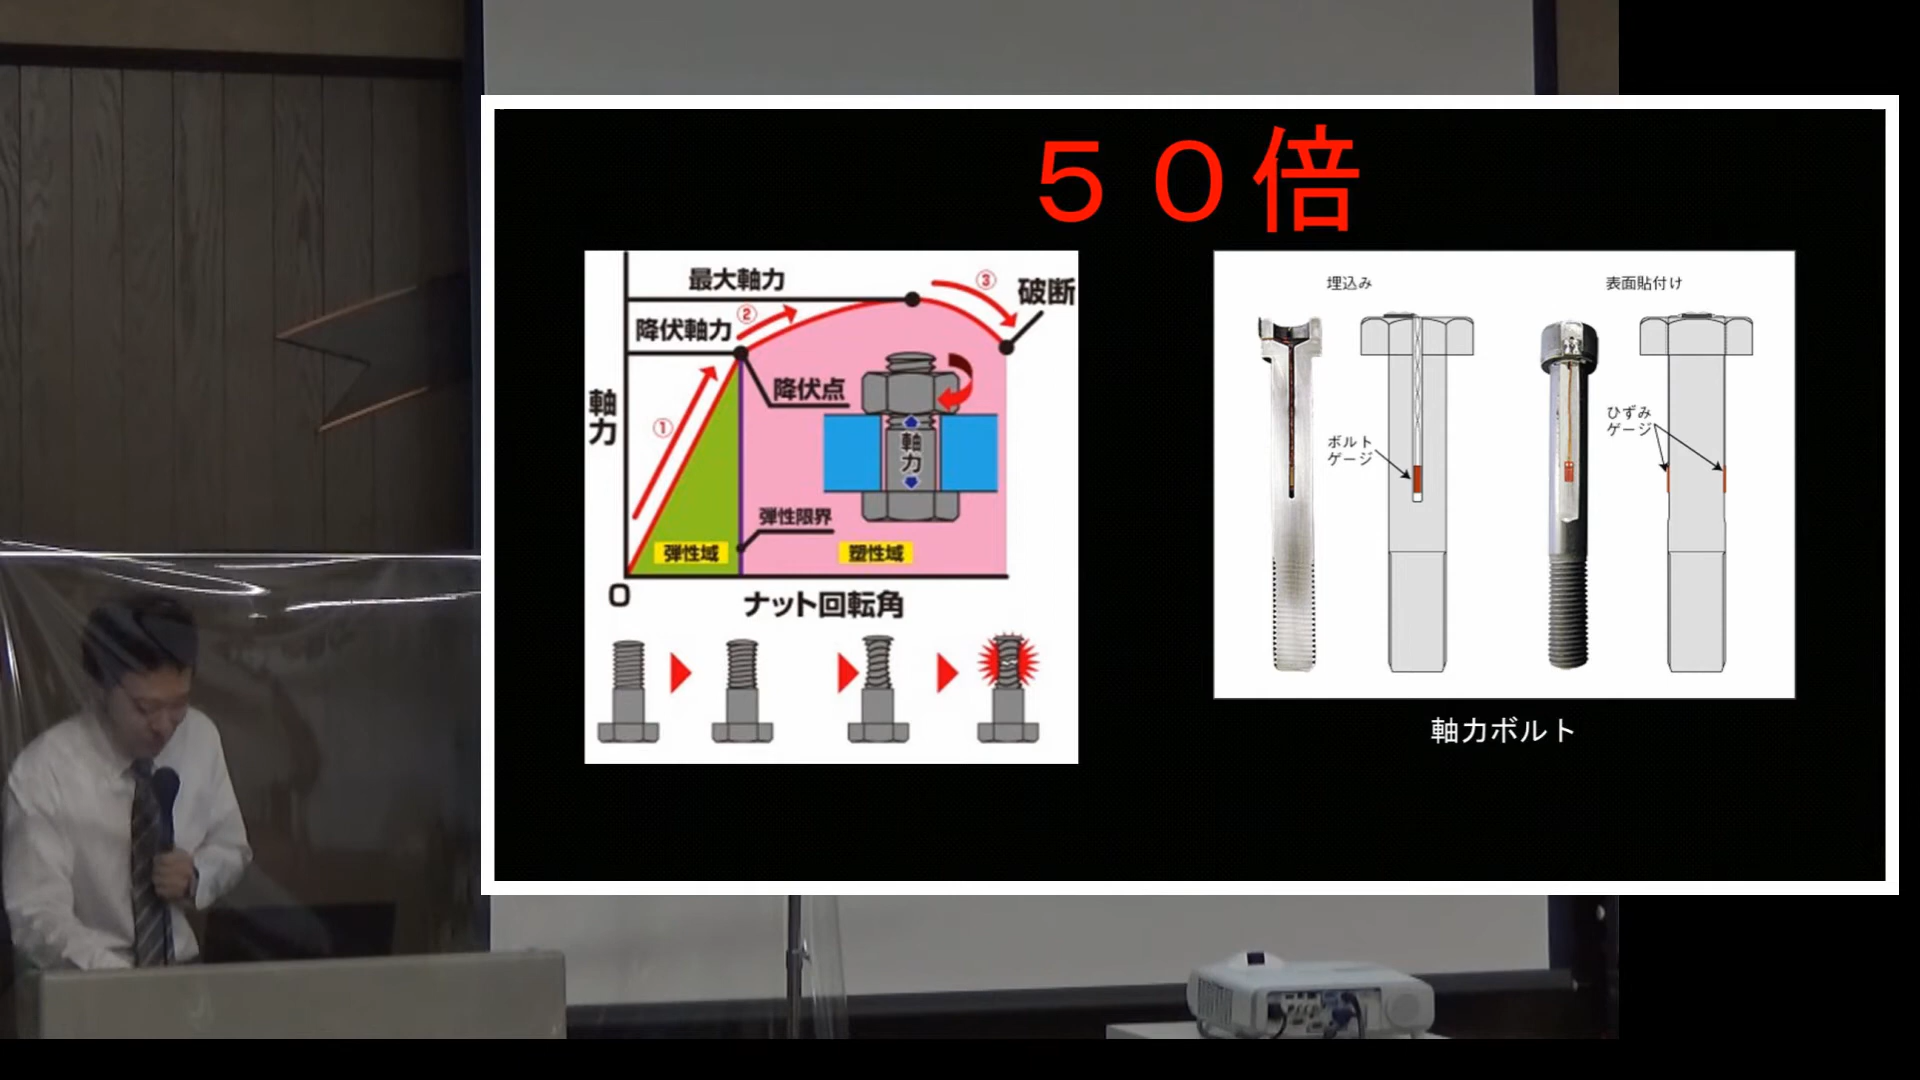 ５０倍
最大軸力
③
破断
②
降伏軸力
降伏点
軸力
①
軸力
弾性限界
弾性域
塑性域
O
ナット回転角
埋込み
表面貼付け
ひずみ
ゲージ
ボルト
ゲージ
軸力ボルト